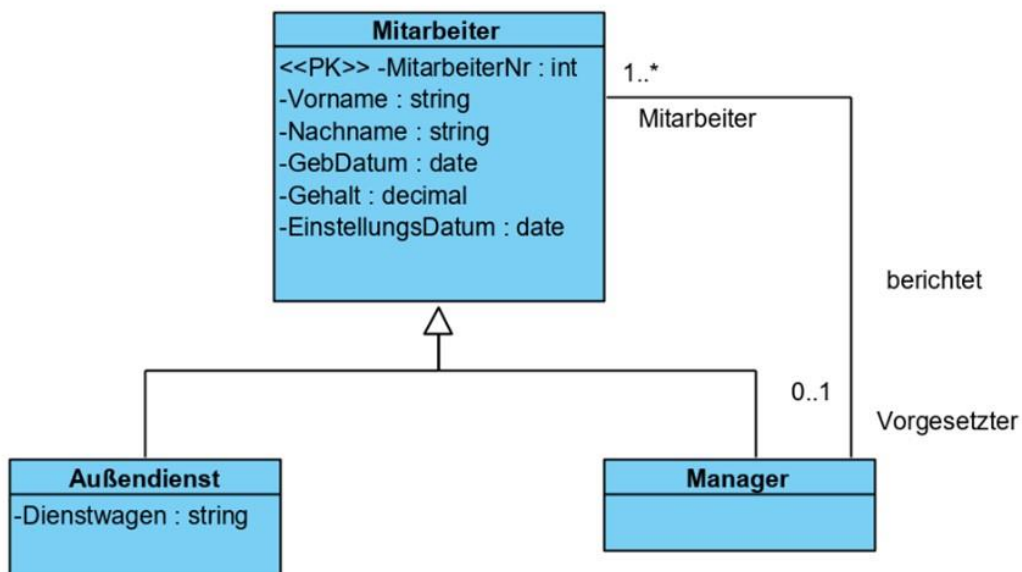 Mitarbeiter
<<PK>> -MitarbeiterNr : int
-Vorname : string
-Nachname : string
-GebDatum : date
-Gehalt : decimal
-EinstellungsDatum : date
1..*
Mitarbeiter
berichtet
0..1
Vorgesetzter
Außendienst
-Dienstwagen : string
Manager